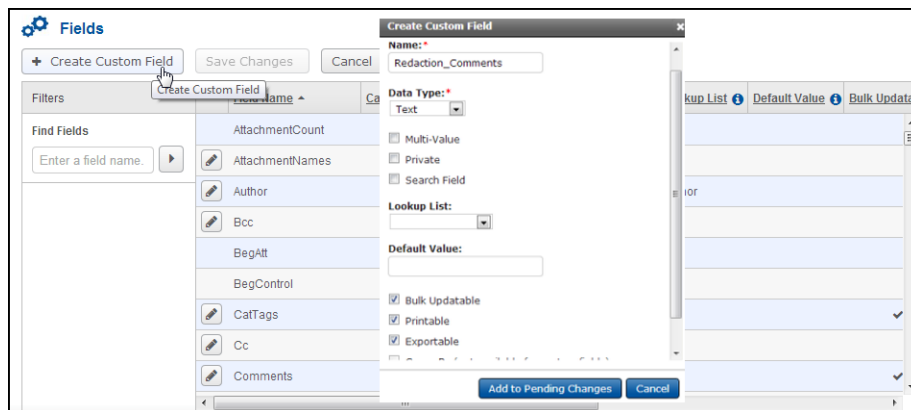 Fields
+ Create Custom Field
Save Changes
Cancel
Create Custom Field
Filters
Name
Ca
kup List
Default Value
Bulk Updata
Find Fields
Enter a field name.
AttachmentCount
AttachmentNames
Author
or
Bcc
BegAtt
BegControl
CatTags
Cc
Comments
Create Custom Field
x
Name:*
Redaction_Comments
Data Type:*
Text
Multi-Value
Private
Search Field
Lookup List:
Default Value:
Bulk Updatable
Printable
Exportable
Add to Pending Changes
Cancel